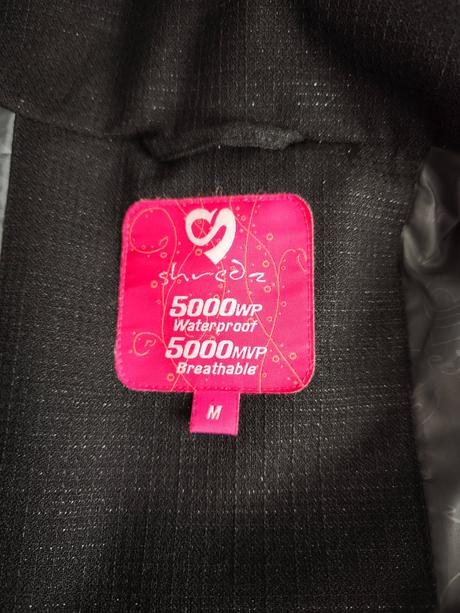 shredz
5000WP
Waterproof
5000MVP
Breathable
M